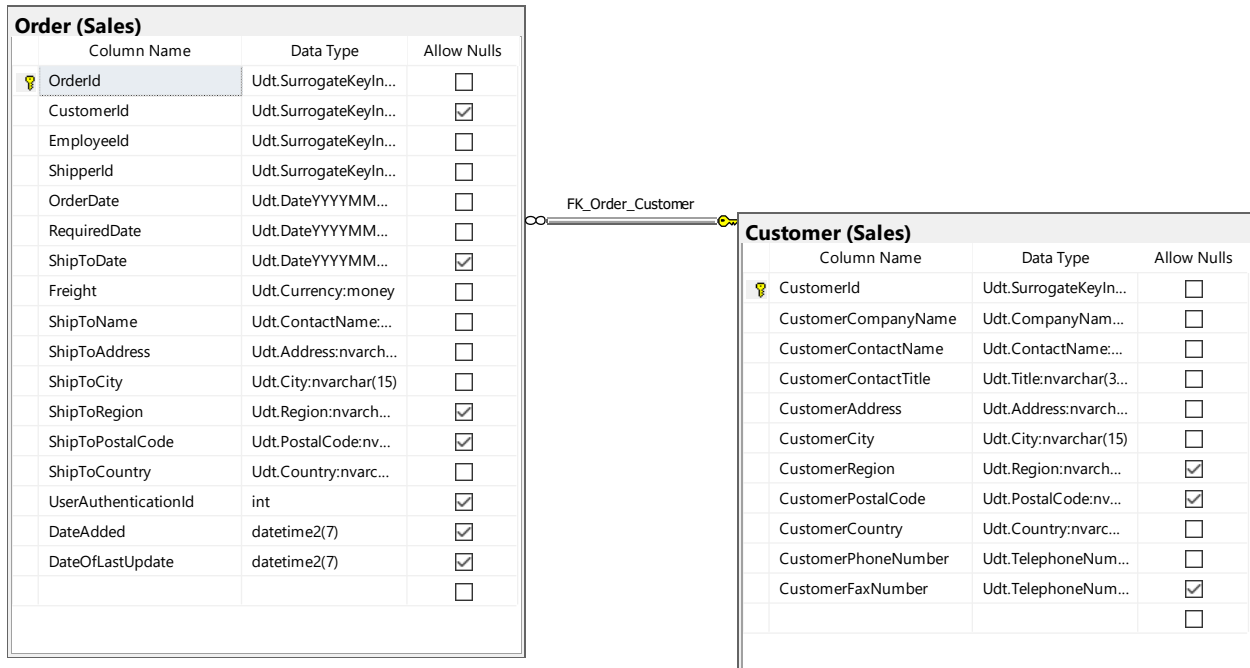 Order (Sales)
Column Name Data Type Allow Nulls
OrderId Udt.SurrogateKeyIn...
CustomerId Udt.SurrogateKeyIn...
EmployeeId Udt.SurrogateKeyIn...
ShipperId Udt.SurrogateKeyIn...
OrderDate Udt.DateYYYYMM...
RequiredDate Udt.DateYYYYMM...
ShipToDate Udt.DateYYYYMM...
Freight Udt.Currency:money
ShipToName Udt.ContactName:...
ShipToAddress Udt.Address:nvarch...
ShipToCity Udt.City:nvarchar(15)
ShipToRegion Udt.Region:nvarch...
ShipToPostalCode Udt.PostalCode:nv...
ShipToCountry Udt.Country:nvarc...
UserAuthenticationId int
DateAdded datetime2(7)
DateOfLastUpdate datetime2(7)
FK_Order_Customer
Customer (Sales)
Column Name Data Type Allow Nulls
CustomerId Udt.SurrogateKeyIn...
CustomerCompanyName Udt.CompanyNam...
CustomerContactName Udt.ContactName:...
CustomerContactTitle Udt.Title:nvarchar(3...
CustomerAddress Udt.Address:nvarch...
CustomerCity Udt.City:nvarchar(15)
CustomerRegion Udt.Region:nvarch...
CustomerPostalCode Udt.PostalCode:nv...
CustomerCountry Udt.Country:nvarc...
CustomerPhoneNumber Udt.TelephoneNum...
CustomerFaxNumber Udt.TelephoneNum...